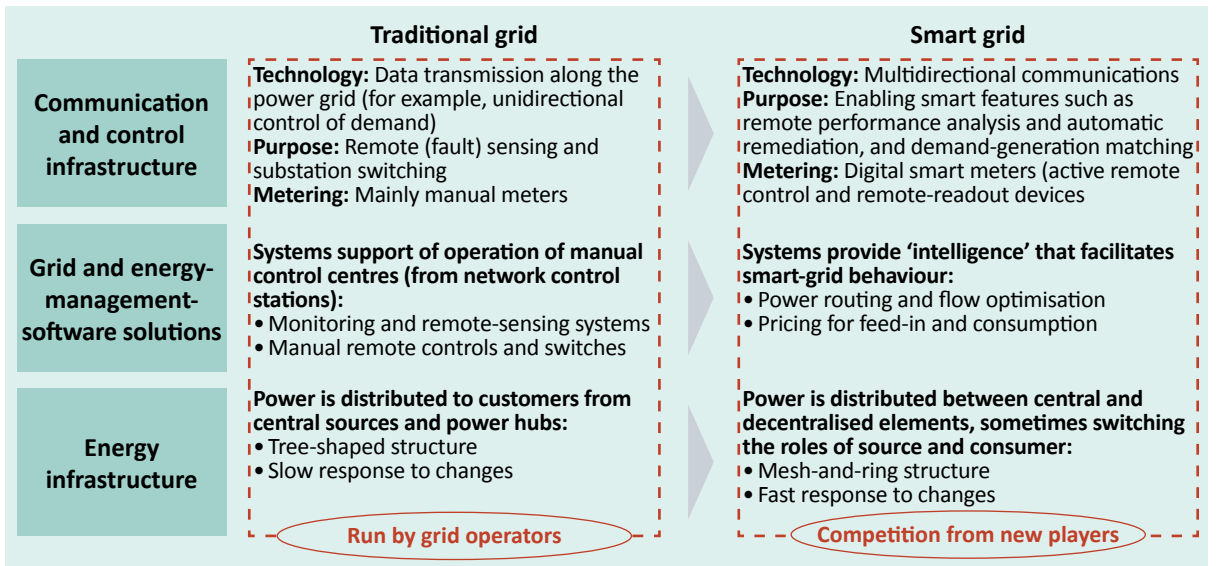 Traditional grid
Smart grid
Communication
and control
infrastructure
Technology: Data transmission along the
power grid (for example, unidirectional
control of demand)
Purpose: Remote (fault) sensing and
substation switching
Metering: Mainly manual meters
Technology: Multidirectional communications
Purpose: Enabling smart features such as
remote performance analysis and automatic
remediation, and demand-generation matching
Metering: Digital smart meters (active remote
control and remote-readout devices
Grid and energy-
management-
software solutions
Systems support of operation of manual
control centres (from network control
stations):
• Monitoring and remote-sensing systems
• Manual remote controls and switches
Systems provide ‘intelligence’ that facilitates
smart-grid behaviour:
• Power routing and flow optimisation
• Pricing for feed-in and consumption
Energy
infrastructure
Power is distributed to customers from
central sources and power hubs:
• Tree-shaped structure
• Slow response to changes
Power is distributed between central and
decentralised elements, sometimes switching
the roles of source and consumer:
• Mesh-and-ring structure
• Fast response to changes
Run by grid operators
Competition from new players